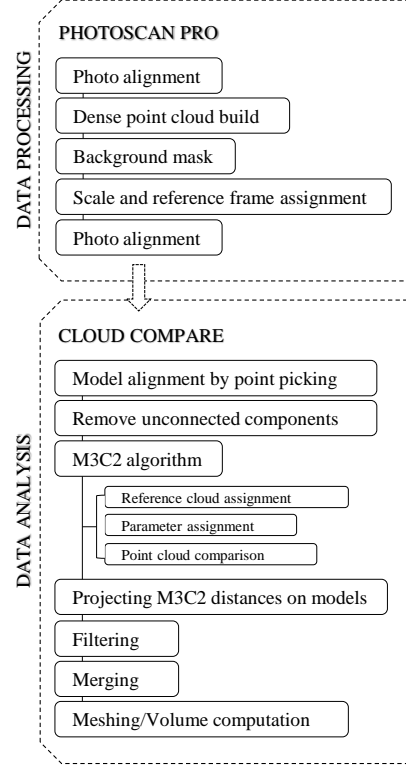 DATA PROCESSING
PHOTOSCAN PRO
Photo alignment
Dense point cloud build
Background mask
Scale and reference frame assignment
Photo alignment
DATA ANALYSIS
CLOUD COMPARE
Model alignment by point picking
Remove unconnected components
M3C2 algorithm
Reference cloud assignment
Parameter assignment
Point cloud comparison
Projecting M3C2 distances on models
Filtering
Merging
Meshing/Volume computation